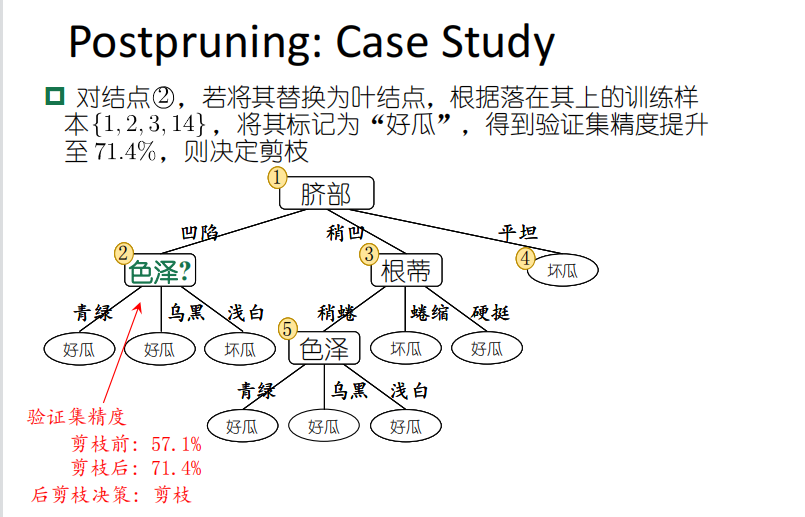 Postpruning: Case Study
对结点②，若将其替换为叶结点，根据落在其上的训练样
本{1, 2, 3, 14}，将其标记为“好瓜”，得到验证集精度提升
至 71.4%，则决定剪枝
① 脐部
凹陷 稍凹 平坦
② 色泽? ③ 根蒂 ④ 坏瓜
青绿 乌黑 浅白 稍蜷 蜷缩 硬挺
好瓜 好瓜 坏瓜 ⑤ 色泽 坏瓜 好瓜
青绿 乌黑 浅白
好瓜 好瓜 好瓜
验证集精度
剪枝前: 57.1%
剪枝后: 71.4%
后剪枝决策: 剪枝